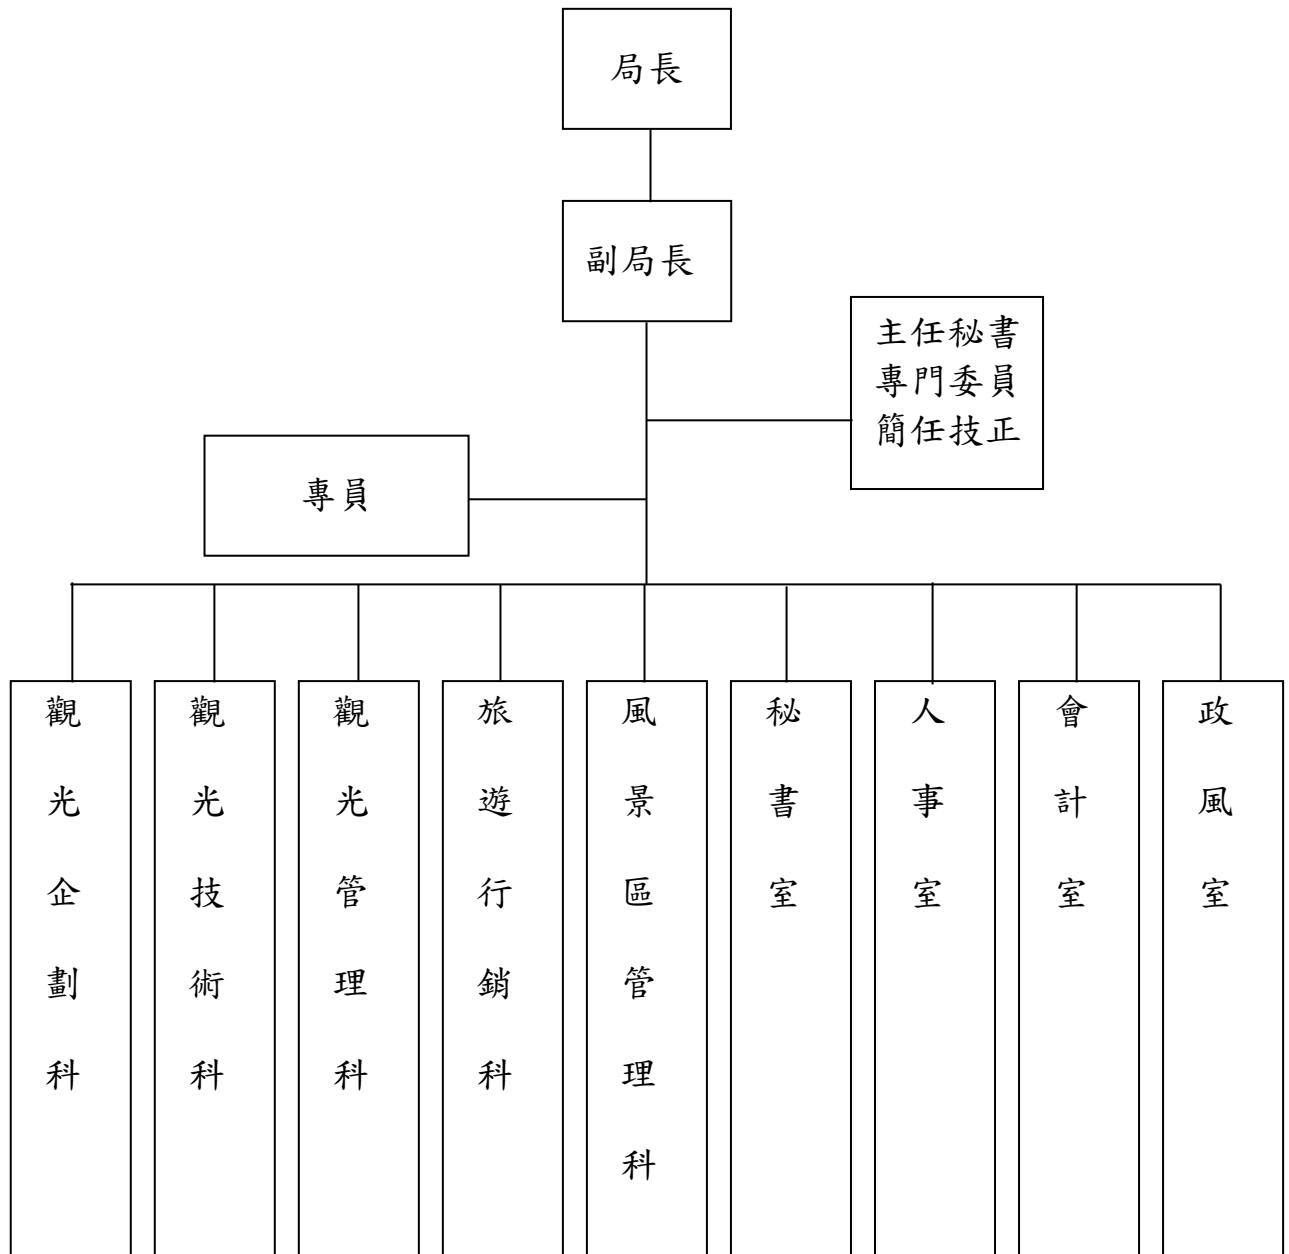 局長
副局長
主任秘書
專門委員
簡任技正
專員
觀光企劃科
觀光技術科
觀光管理科
旅遊行銷科
風景區管理科
秘書室
人事室
會計室
政風室